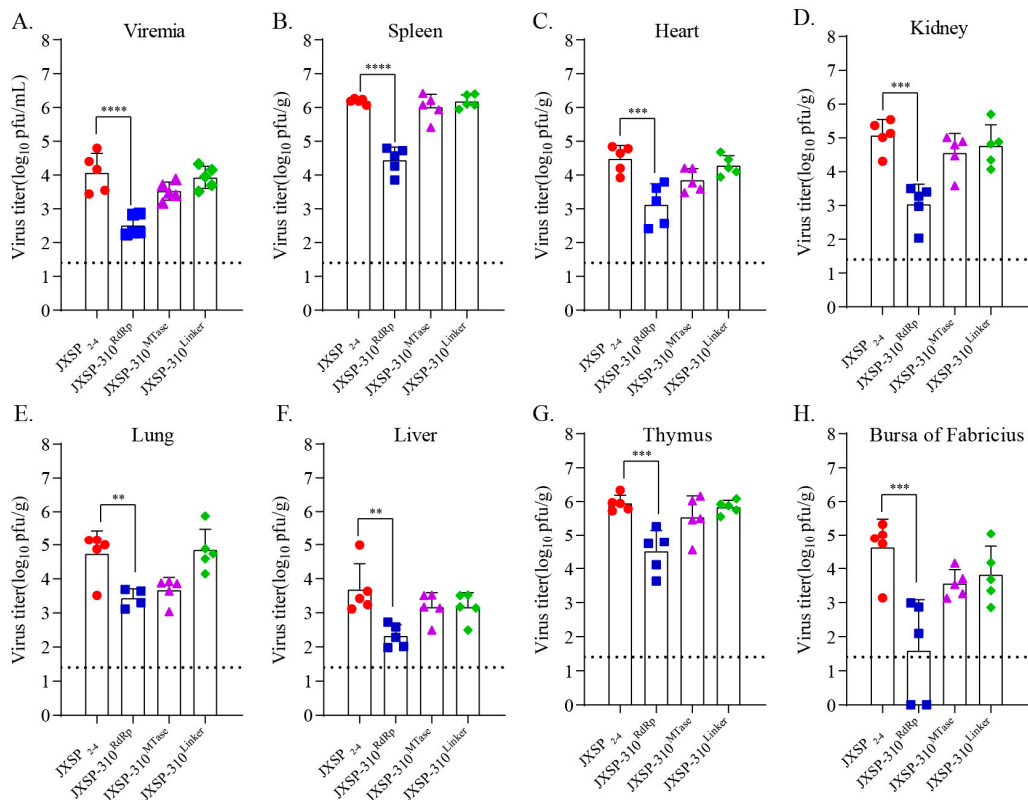 A.
Viremia
Virus titer(log10 pfu/mL)
8
7
6
5
4
3
2
1
0
****
JXSP 2-4
JXSP-310RdRp
JXSP-310MTase
JXSP-310Linker
B.
Spleen
Virus titer(log10 pfu/g)
8
7
6
5
4
3
2
1
0
****
JXSP 2-4
JXSP-310RdRp
JXSP-310MTase
JXSP-310Linker
C.
Heart
Virus titer(log10 pfu/g)
8
7
6
5
4
3
2
1
0
***
JXSP 2-4
JXSP-310RdRp
JXSP-310MTase
JXSP-310Linker
D.
Kidney
Virus titer(log10 pfu/g)
8
7
6
5
4
3
2
1
0
***
JXSP 2-4
JXSP-310RdRp
JXSP-310MTase
JXSP-310Linker
E.
Lung
Virus titer(log10 pfu/g)
8
7
6
5
4
3
2
1
0
**
JXSP 2-4
JXSP-310RdRp
JXSP-310MTase
JXSP-310Linker
F.
Liver
Virus titer(log10 pfu/g)
8
7
6
5
4
3
2
1
0
**
JXSP 2-4
JXSP-310RdRp
JXSP-310MTase
JXSP-310Linker
G.
Thymus
Virus titer(log10 pfu/g)
8
7
6
5
4
3
2
1
0
***
JXSP 2-4
JXSP-310RdRp
JXSP-310MTase
JXSP-310Linker
H.
Bursa of Fabricius
Virus titer(log10 pfu/g)
8
7
6
5
4
3
2
1
0
***
JXSP 2-4
JXSP-310RdRp
JXSP-310MTase
JXSP-310Linker